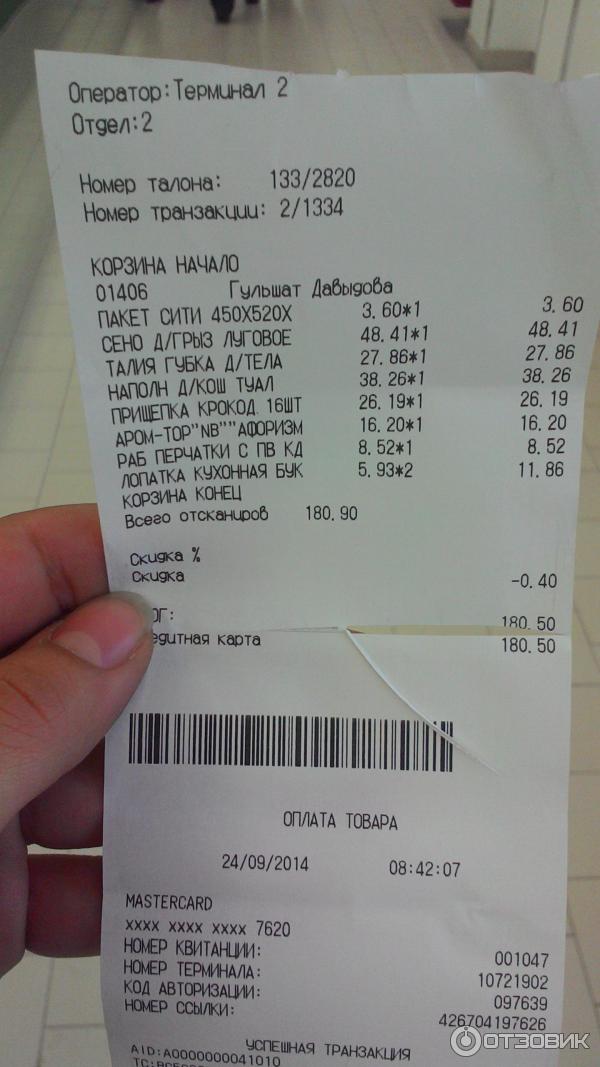 Оператор:Терминал 2
Отдел:2
Номер талона: 133/2820
Номер транзакции: 2/1334
КОРЗИНА НАЧАЛО
01406 Гульшат Давыдова
ПАКЕТ СИТИ 450X520X 3.60*1 3.60
СЕНО Д/ГРЫЗ ЛУГОВОЕ 48.41*1 48.41
ТАЛИЯ ГУБКА Д/ТЕЛА 27.86*1 27.86
НАПОЛН Д/КОШ ТУАЛ 38.26*1 38.26
ПРИЩЕПКА КРОКОД. 16ШТ 26.19*1 26.19
АРОМ-ТОР"NB""АФОРИЗМ 16.20*1 16.20
РАБ ПЕРЧАТКИ С ПВ КД 8.52*1 8.52
ЛОПАТКА КУХОННАЯ БУК 5.93*2 11.86
КОРЗИНА КОНЕЦ
Всего отсканиров 180.90
Скидка %
Скидка -0.40
ОГ: 180.50
едитная карта 180.50
ОПЛАТА ТОВАРА
24/09/2014 08:42:07
MASTERCARD
xxxx xxxx xxxx 7620
НОМЕР КВИТАНЦИИ: 001047
НОМЕР ТЕРМИНАЛА: 10721902
КОД АВТОРИЗАЦИИ: 097639
НОМЕР ССЫЛКИ: 426704197626
УСПЕШНАЯ ТРАНЗАКЦИЯ
AID:A0000000041010
ОТЗОВИК